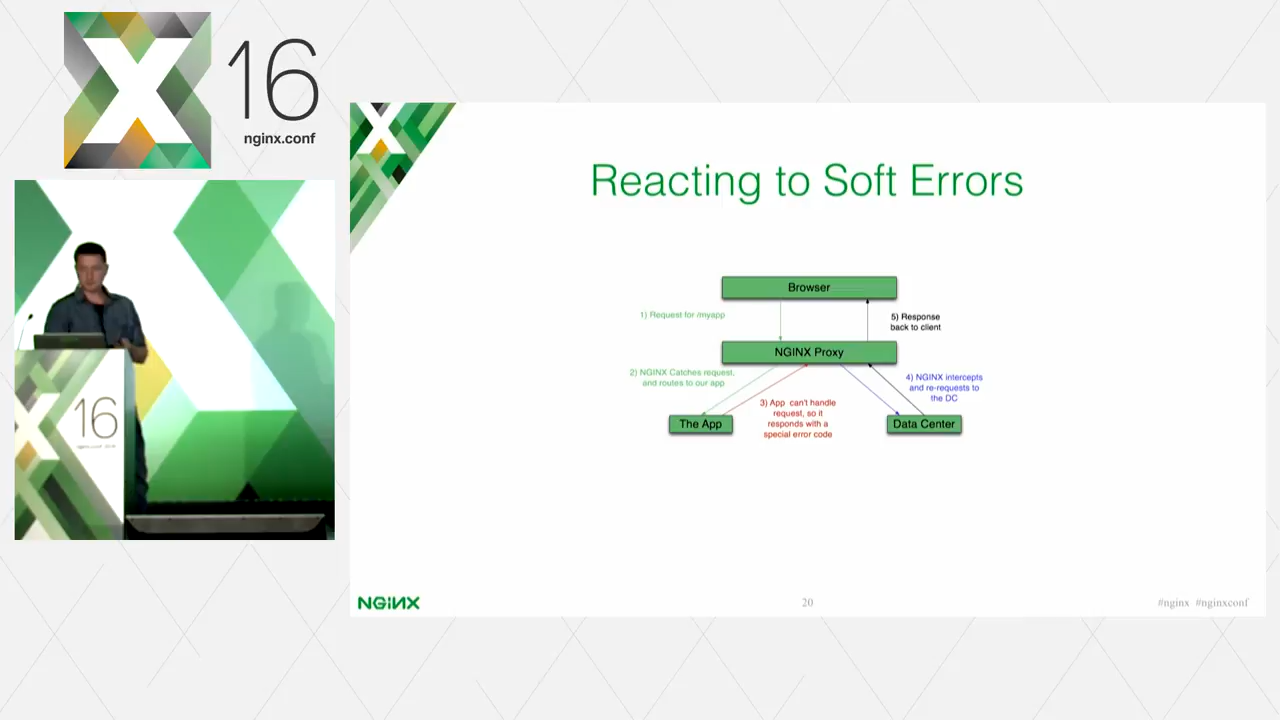 16
nginx.conf
16
Reacting to Soft Errors
Browser
1) Request for /myapp
5) Response
back to client
NGINX Proxy
2) NGINX Catches request,
and routes to our app
3) App can't handle
request, so it
responds with a
special error code
4) NGINX intercepts
and re-requests to
the DC
The App
Data Center
NGINX
20
#nginx #nginxconf